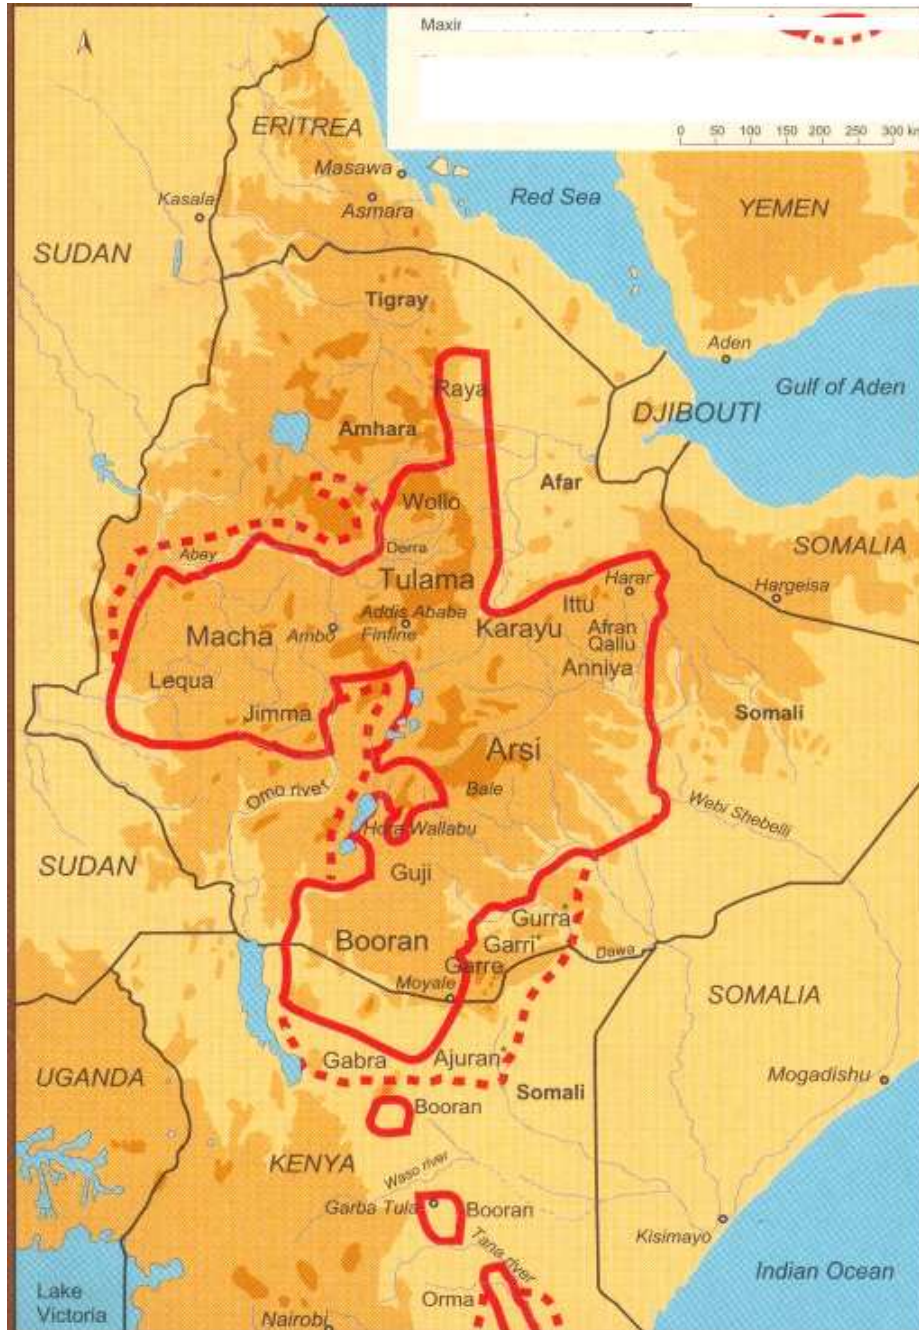 Maxir
0 50 100 150 200 250 300 km
ERITREA
Masawa
Kasala
Asmara
Red Sea
YEMEN
SUDAN
Tigray
Aden
Raya
Gulf of Aden
DJIBOUTI
Amhara
Afar
Wollo
Abay
Derra
SOMALIA
Tulama
Harar
Hargeisa
Ittu
Addis Ababa
Macha
Ambo
Finfine
Karayu
Afran
Qallu
Anniya
Lequa
Jimma
Somali
Arsi
Omo river
Bale
Webi Shebelli
Hora Wallabu
SUDAN
Guji
Gurra
Booran
Garri
Dawa
Garre
Moyale
SOMALIA
Gabra
Ajuran
UGANDA
Mogadishu
Somali
Booran
KENYA
Waso river
Garba Tula
Booran
Kisimayo
Tana river
Indian Ocean
Lake
Victoria
Orma
Nairobi